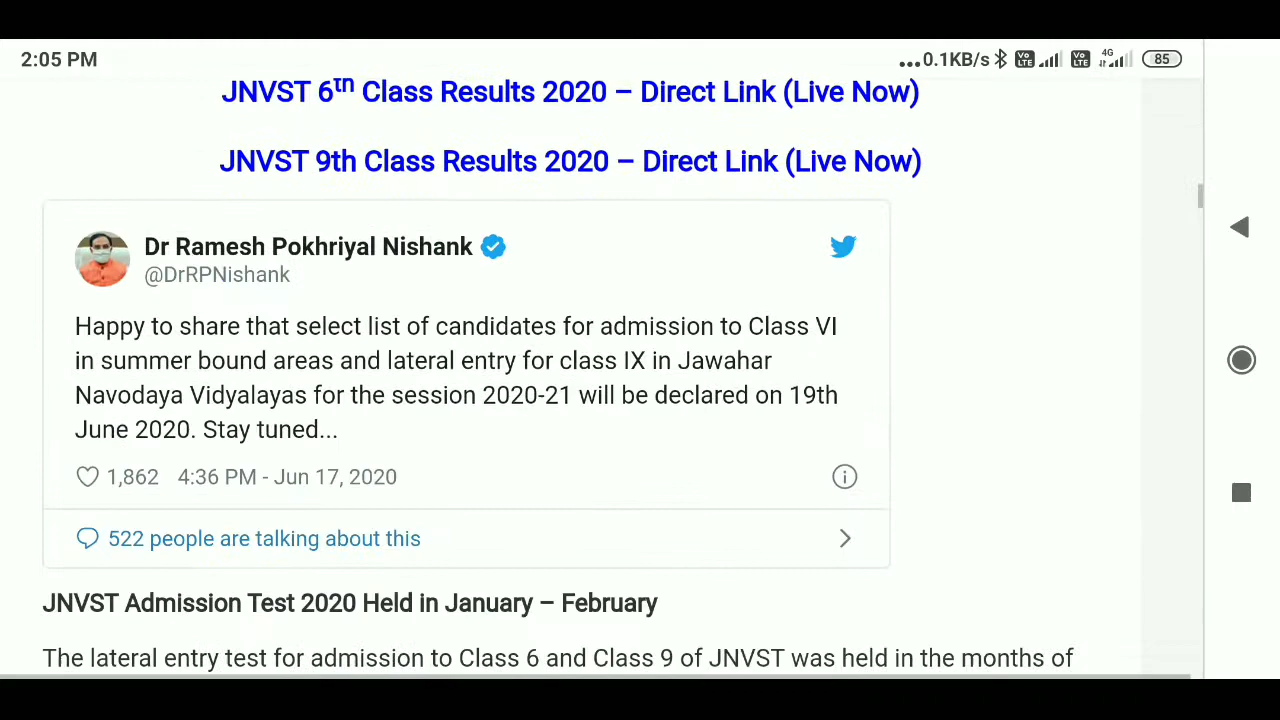 2:05 PM
...0.1KB/s Vo LTE Vo LTE 4G 85
JNVST 6th Class Results 2020 – Direct Link (Live Now)
JNVST 9th Class Results 2020 – Direct Link (Live Now)
Dr Ramesh Pokhriyal Nishank
@DrRPNishank
Happy to share that select list of candidates for admission to Class VI
in summer bound areas and lateral entry for class IX in Jawahar
Navodaya Vidyalayas for the session 2020-21 will be declared on 19th
June 2020. Stay tuned...
1,862 4:36 PM - Jun 17, 2020
522 people are talking about this
JNVST Admission Test 2020 Held in January – February
The lateral entry test for admission to Class 6 and Class 9 of JNVST was held in the months of